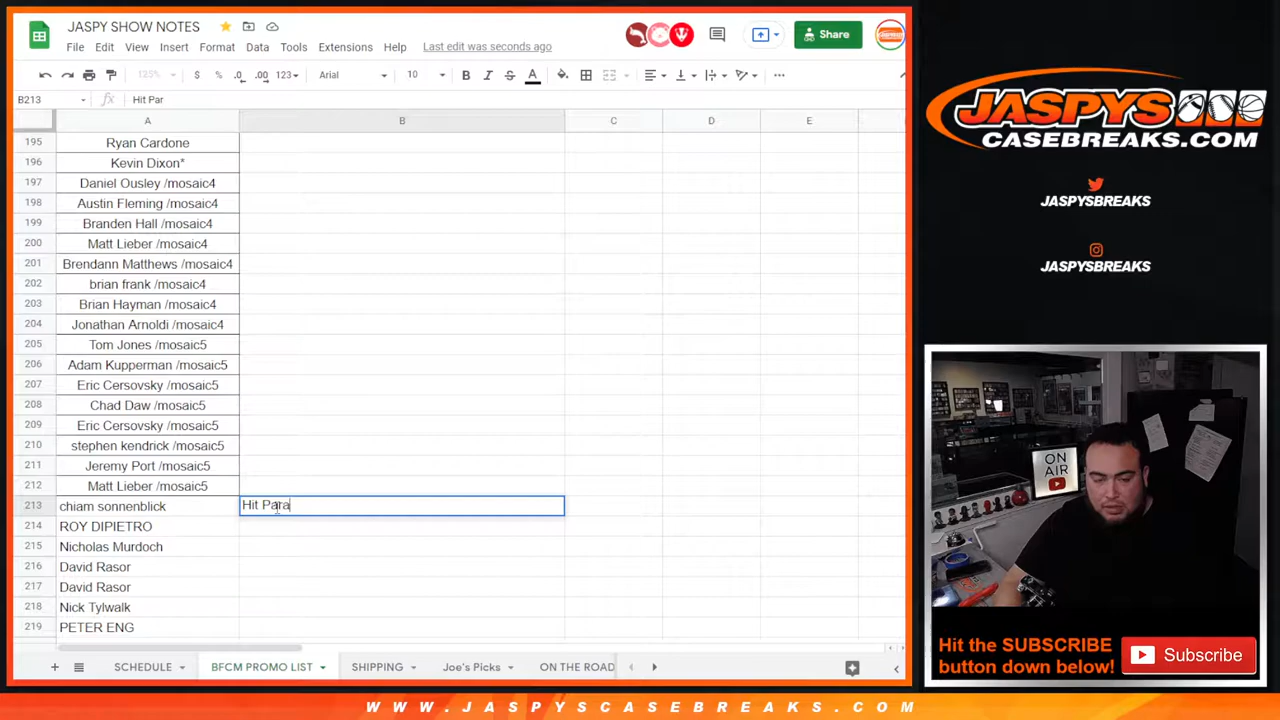 JASPY SHOW NOTES
File Edit View Insert Format Data Tools Extensions Help Last edit was seconds ago
Share
125% $ % .0 .00 123 Arial 10 B I S A
B213 fx Hit Par
A B C D E
195 Ryan Cardone
196 Kevin Dixon*
197 Daniel Ousley /mosaic4
198 Austin Fleming /mosaic4
199 Branden Hall /mosaic4
200 Matt Lieber /mosaic4
201 Brendann Matthews /mosaic4
202 brian frank /mosaic4
203 Brian Hayman /mosaic4
204 Jonathan Arnoldi /mosaic4
205 Tom Jones /mosaic5
206 Adam Kupperman /mosaic5
207 Eric Cersovsky /mosaic5
208 Chad Daw /mosaic5
209 Eric Cersovsky /mosaic5
210 stephen kendrick /mosaic5
211 Jeremy Port /mosaic5
212 Matt Lieber /mosaic5
213 chiam sonnenblick Hit Para
214 ROY DIPIETRO
215 Nicholas Murdoch
216 David Rasor
217 David Rasor
218 Nick Tylwalk
219 PETER ENG
SCHEDULE BFCM PROMO LIST SHIPPING Joe's Picks ON THE ROAD
JASPYS
CASEBREAKS.COM
JASPYSBREAKS
JASPYSBREAKS
ON
AIR
Hit the SUBSCRIBE
button down below!
Subscribe
WWW.JASPYSCASEBREAKS.COM